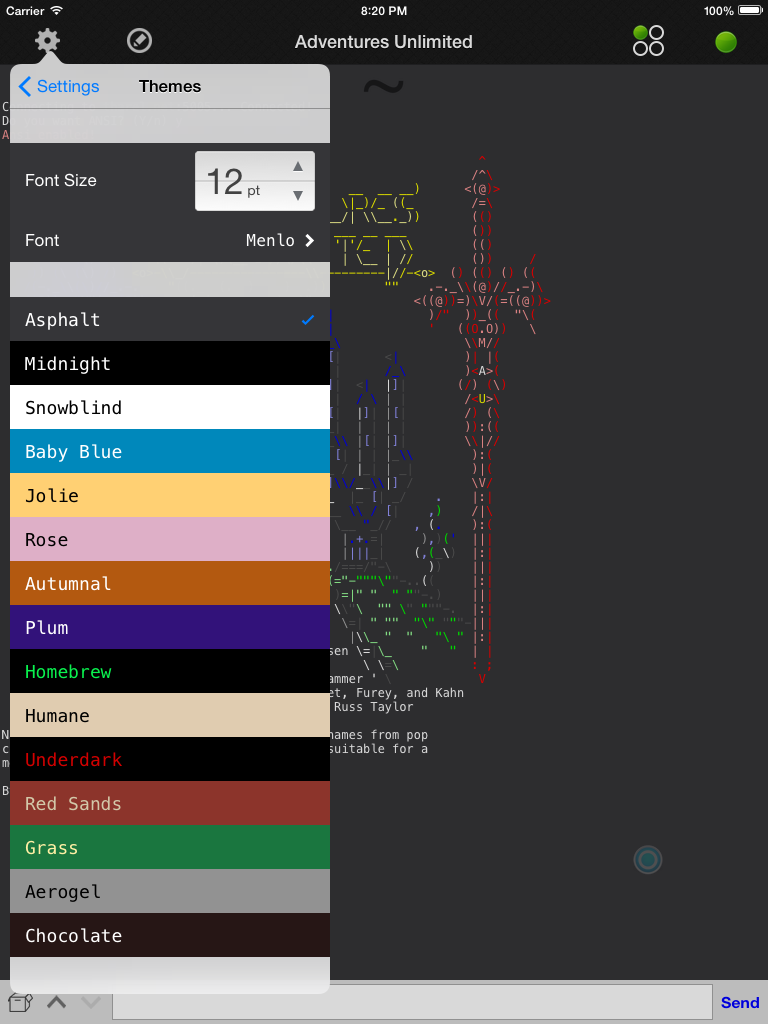 Carrier 8:20 PM 100%
Adventures Unlimited
Settings Themes
Font Size 12 pt
Font Menlo
Asphalt
Midnight
Snowblind
Baby Blue
Jolie
Rose
Autumnal
Plum
Homebrew
Humane
Underdark
Red Sands
Grass
Aerogel
Chocolate
sen
ammer '
et, Furey, and Kahn
Russ Taylor
names from pop
suitable for a
Send